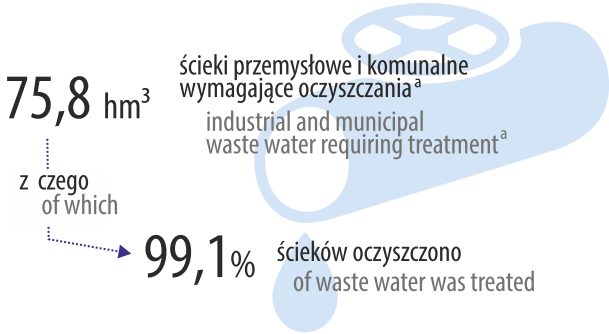 75,8 hm³
ścieki przemysłowe i komunalne
wymagające oczyszczania ᵃ
industrial and municipal
waste water requiring treatment ᵃ
z czego
of which
99,1%
ścieków oczyszczono
of waste water was treated